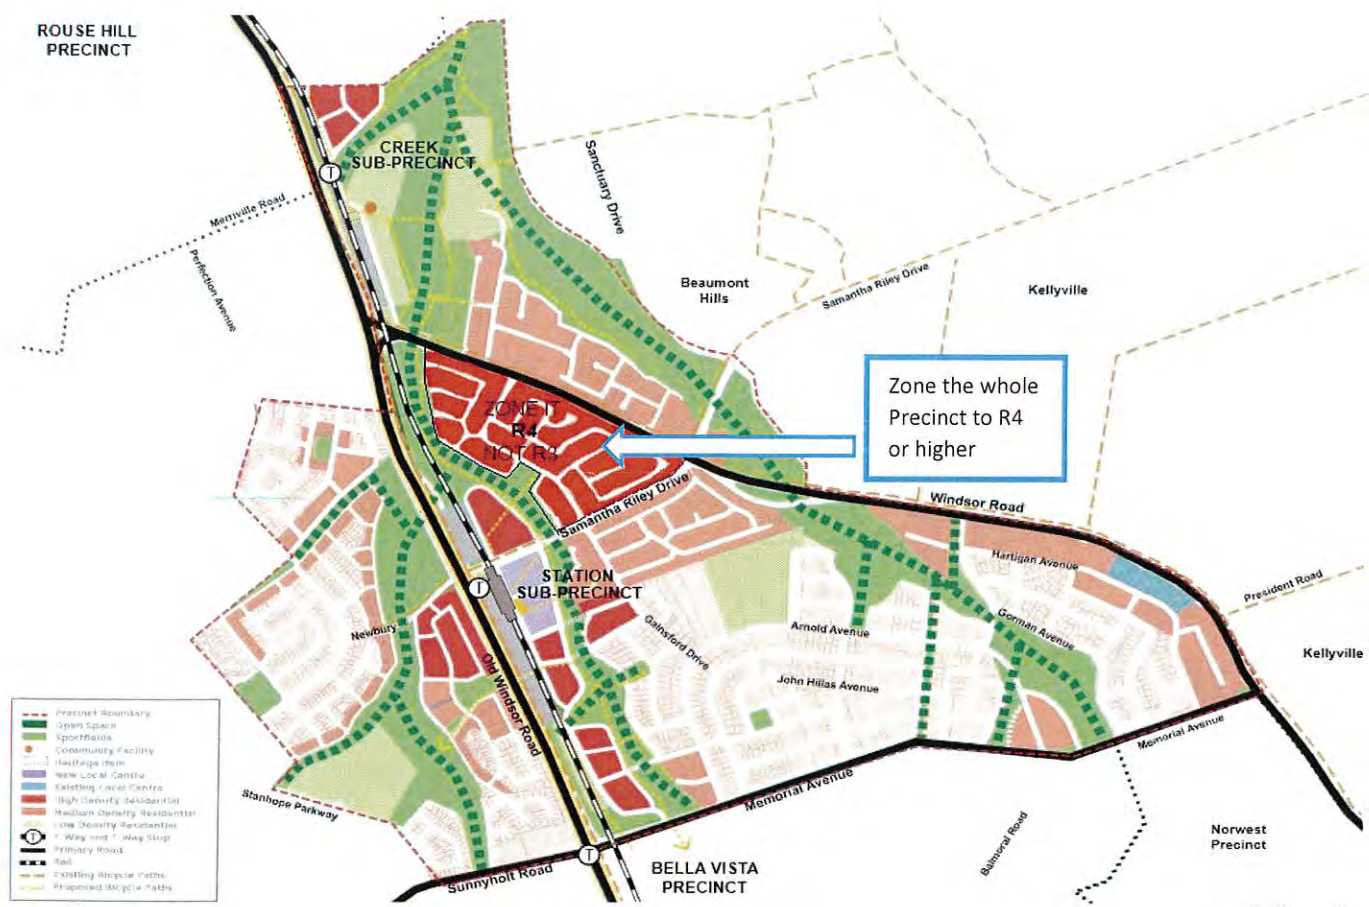 ROUSE HILL
PRECINCT
CREEK
SUB-PRECINCT
Sanctuary Drive
Merriville Road
Perfection Avenue
Beaumont
Hills
Samantha Riley Drive
Kellyville
Zone the whole
Precinct to R4
or higher
ZONE IT
R4
NOT R3
Samantha Riley Drive
Windsor Road
Hartigan Avenue
President Road
STATION
SUB-PRECINCT
Newbury
Gainsford Drive
Arnold Avenue
Gorman Avenue
Kellyville
John Hillas Avenue
Old Windsor Road
Memorial Avenue
Memorial Avenue
Stanhope Parkway
Balmoral Road
Norwest
Precinct
Sunnyholt Road
BELLA VISTA
PRECINCT
Precinct Boundary
Open Space
Sportfields
Community Facility
Heritage Item
New Local Centre
Existing Local Centre
High Density Residential
Medium Density Residential
Low Density Residential
T T-Way and T-Way Stop
Primary Road
Rail
Existing Bicycle Paths
Proposed Bicycle Paths
T
T
T